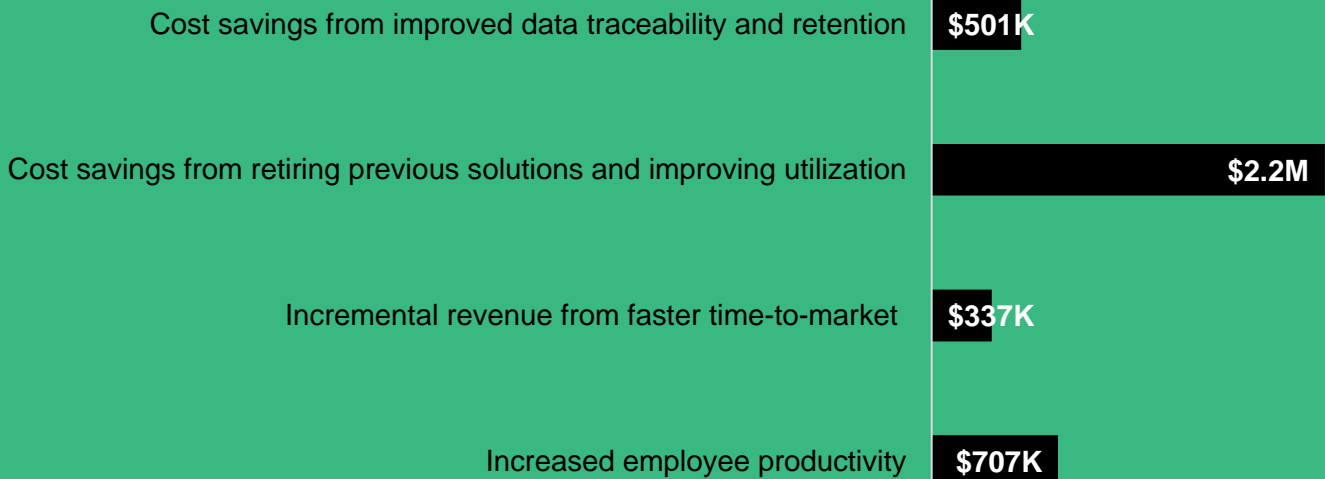 Cost savings from improved data traceability and retention $501K
Cost savings from retiring previous solutions and improving utilization $2.2M
Incremental revenue from faster time-to-market $337K
Increased employee productivity $707K